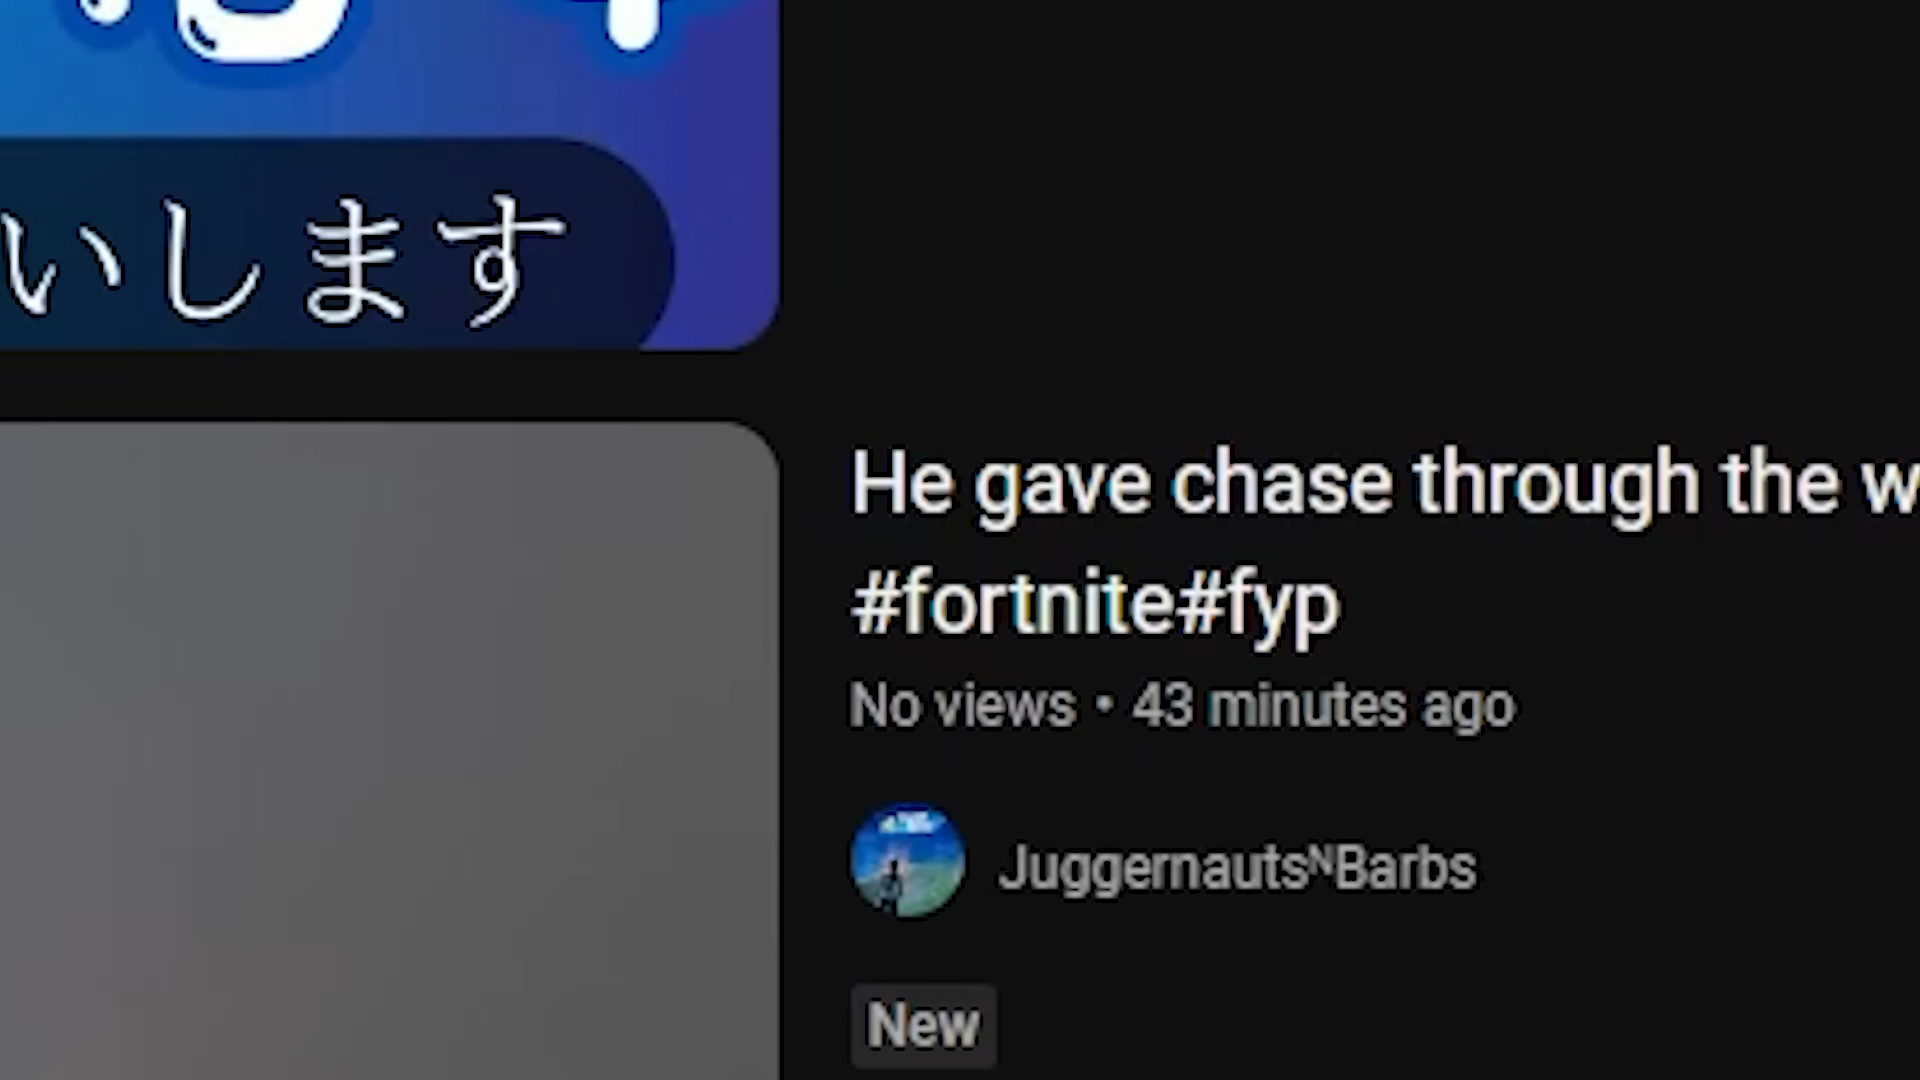 いします
He gave chase through the
#fortnite#fyp
No views • 43 minutes ago
JuggernautsᴺBarbs
New